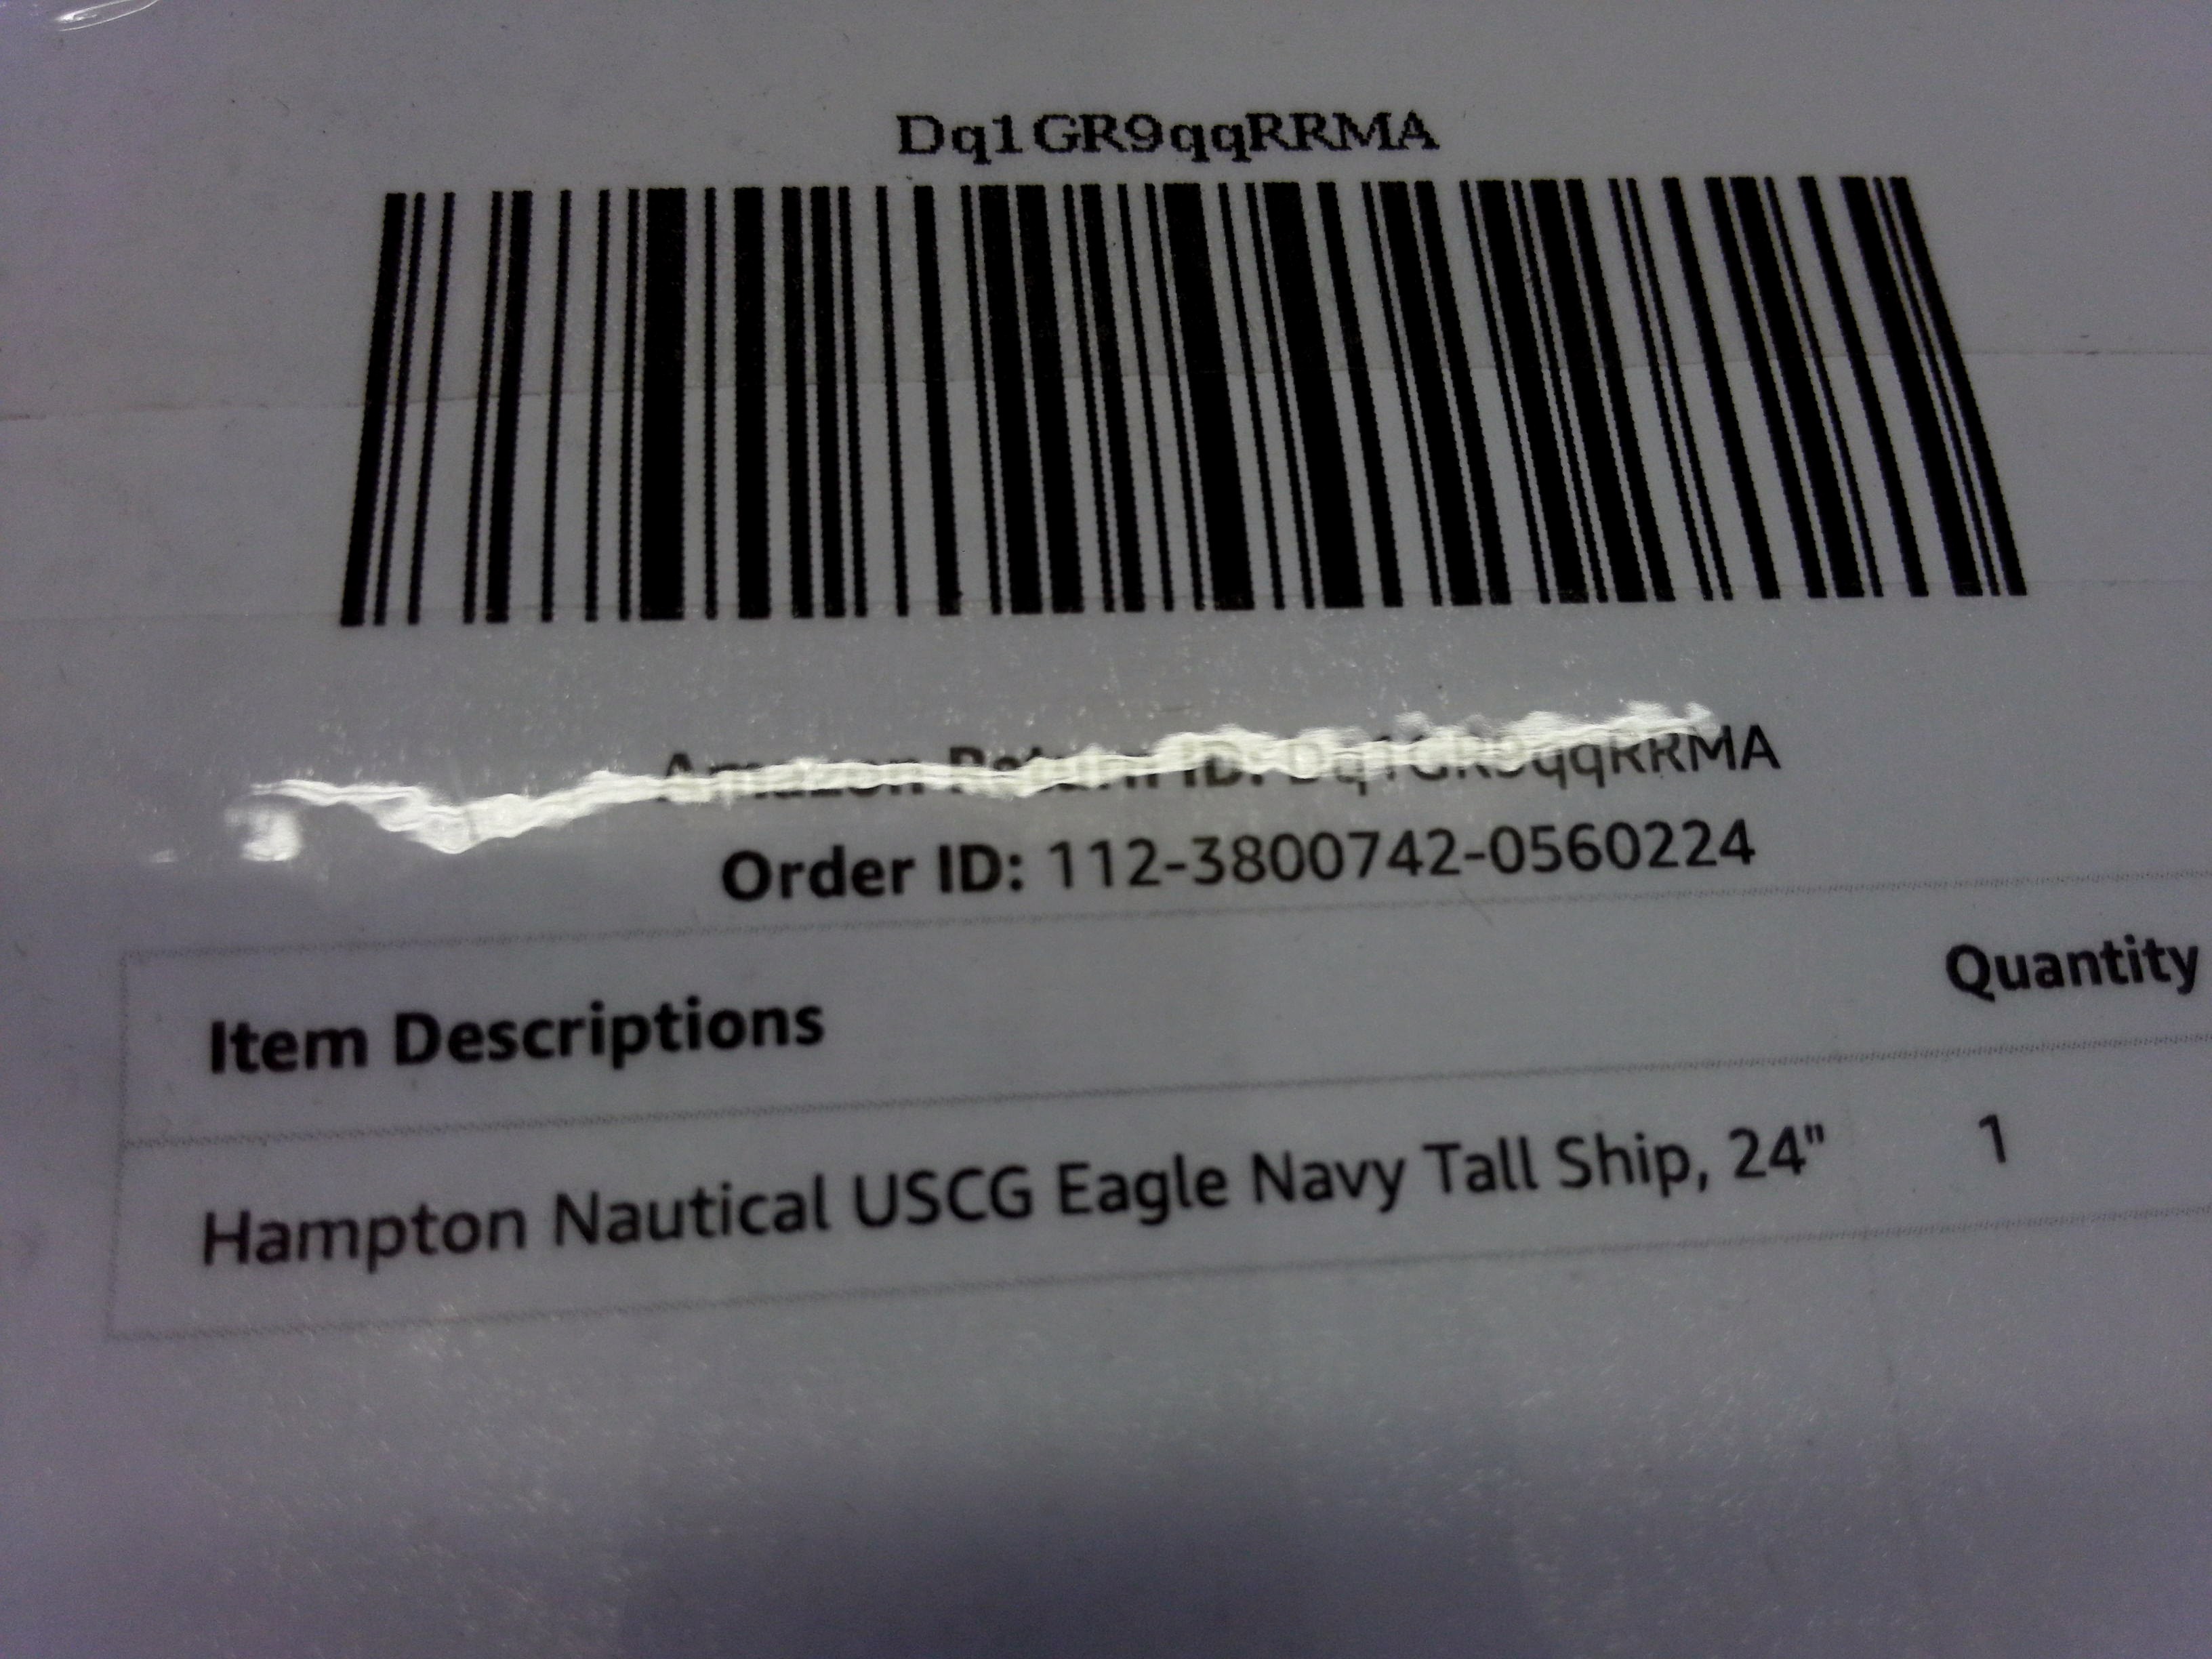 Dq1GR9qqRRMA
Amazon Return ID: Dq1GR9qqRRMA
Order ID: 112-3800742-0560224
Item Descriptions Quantity
Hampton Nautical USCG Eagle Navy Tall Ship, 24" 1